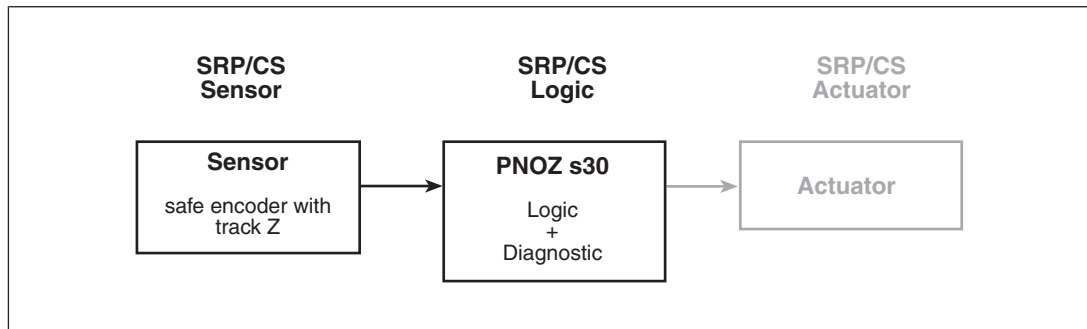 SRP/CS
Sensor
SRP/CS
Logic
SRP/CS
Actuator
Sensor
safe encoder with
track Z
PNOZ s30
Logic
+
Diagnostic
Actuator